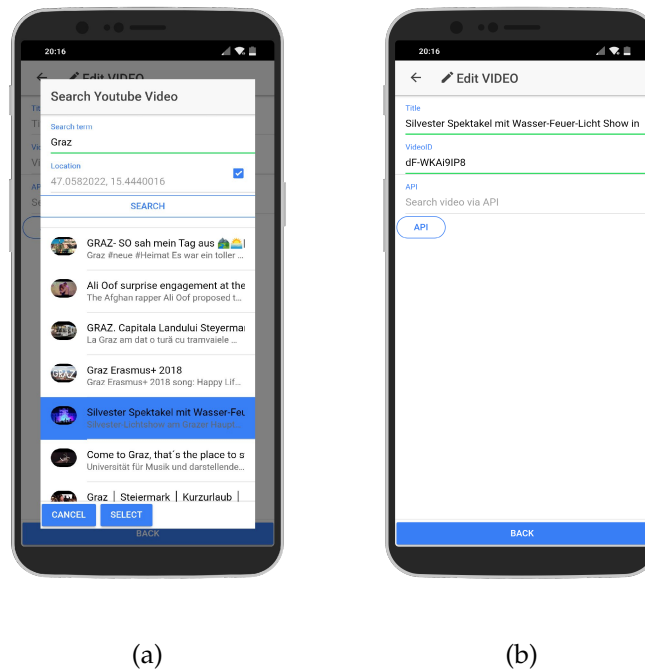 20:16
Edit VIDEO
Search Youtube Video
Search term
Graz
Location
47.0582022, 15.4440016
SEARCH
GRAZ- SO sah mein Tag aus
Graz #neue #Heimat Es war ein toller ...
Ali Oof surprise engagement at the
The Afghan rapper Ali Oof proposed t...
GRAZ. Capitala Landului Steyermar
La Graz am dat o tură cu tramvaiele ...
Graz Erasmus+ 2018
Graz Erasmus+ 2018 song: Happy Lif...
Silvester Spektakel mit Wasser-Feu
Silvester-Lichtshow am Grazer Haupt...
Come to Graz, that´s the place to s
Universität für Musik und darstellende...
Graz | Steiermark | Kurzurlaub |
CANCEL SELECT
BACK
(a)
20:16
Edit VIDEO
Title
Silvester Spektakel mit Wasser-Feuer-Licht Show in
VideoID
dF-WKAi9IP8
API
Search video via API
API
BACK
(b)